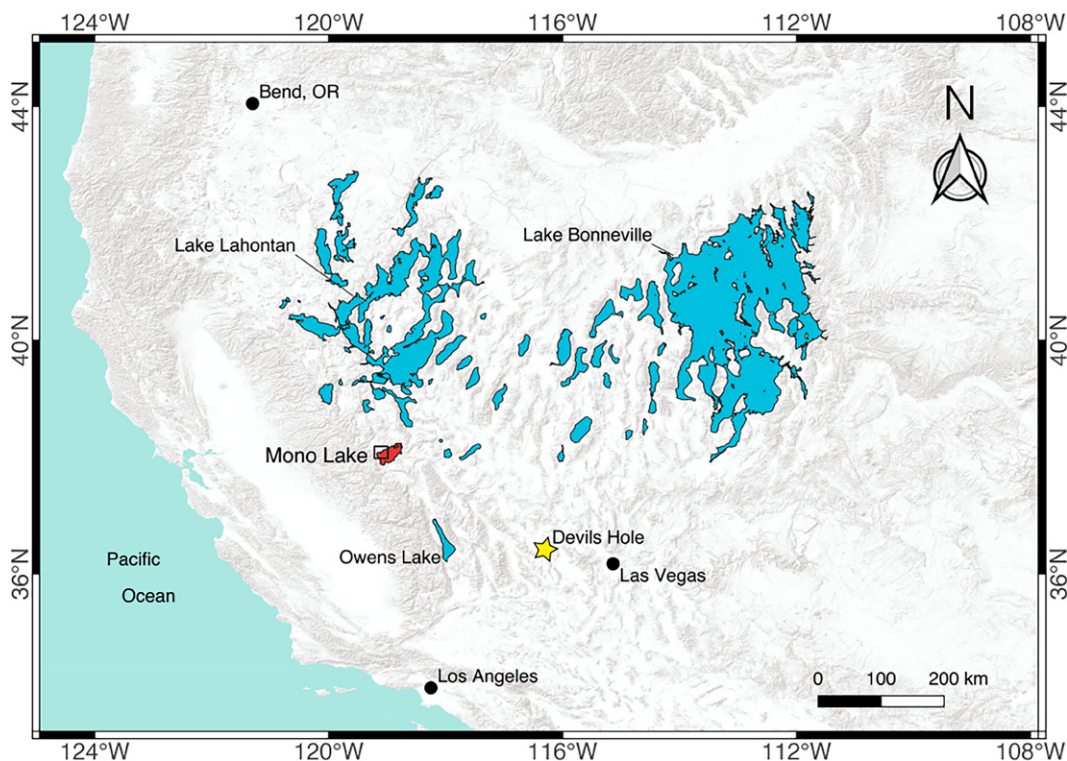 124°W 120°W 116°W 112°W 108°W
44°N 44°N
Bend, OR
N
Lake Lahontan
Lake Bonneville
40°N 40°N
Mono Lake
Devils Hole
Owens Lake
Las Vegas
36°N 36°N
Pacific
Ocean
Los Angeles
0 100 200 km
124°W 120°W 116°W 112°W 108°W